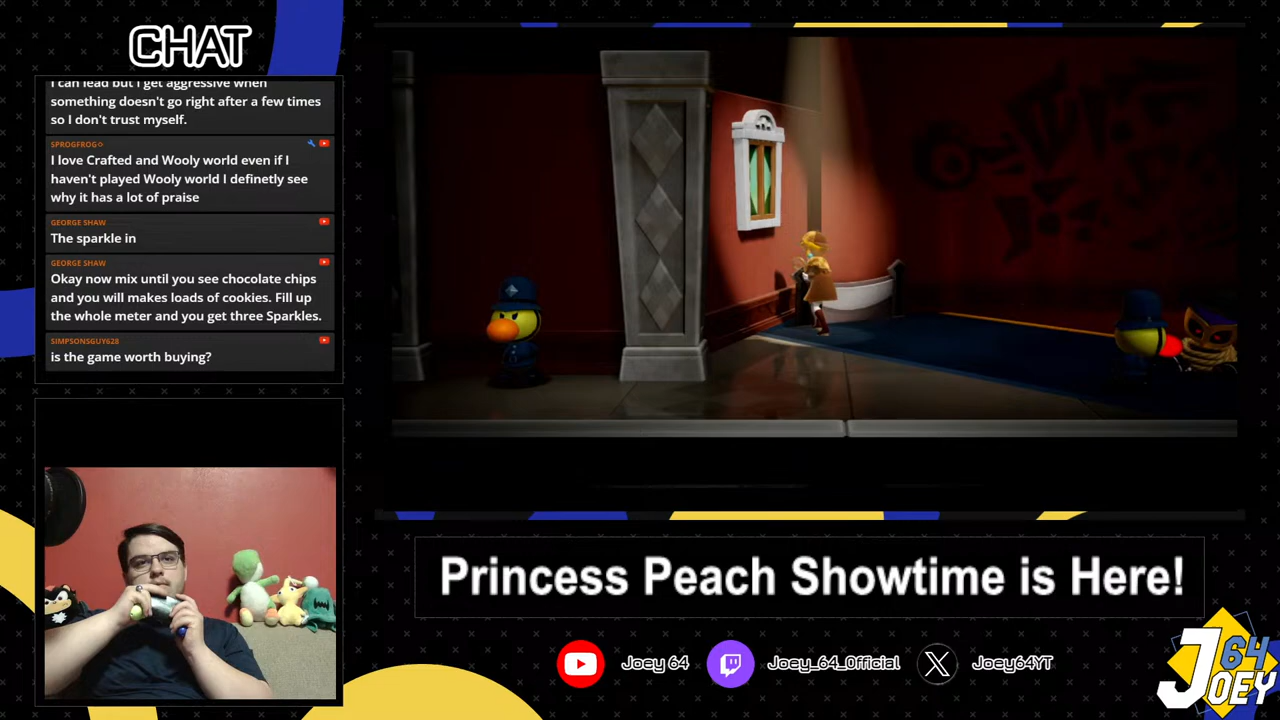 CHAT
I can lead but I get aggressive when
something doesn't go right after a few times
so I don't trust myself.
SPROGFROG
I love Crafted and Wooly world even if I
haven't played Wooly world I definetly see
why it has a lot of praise
GEORGE SHAW
The sparkle in
GEORGE SHAW
Okay now mix until you see chocolate chips
and you will makes loads of cookies. Fill up
the whole meter and you get three Sparkles.
SIMPSONSGUY628
is the game worth buying?
Princess Peach Showtime is Here!
Joey 64
Joey_64_Official
Joey64YT
64
JOEY